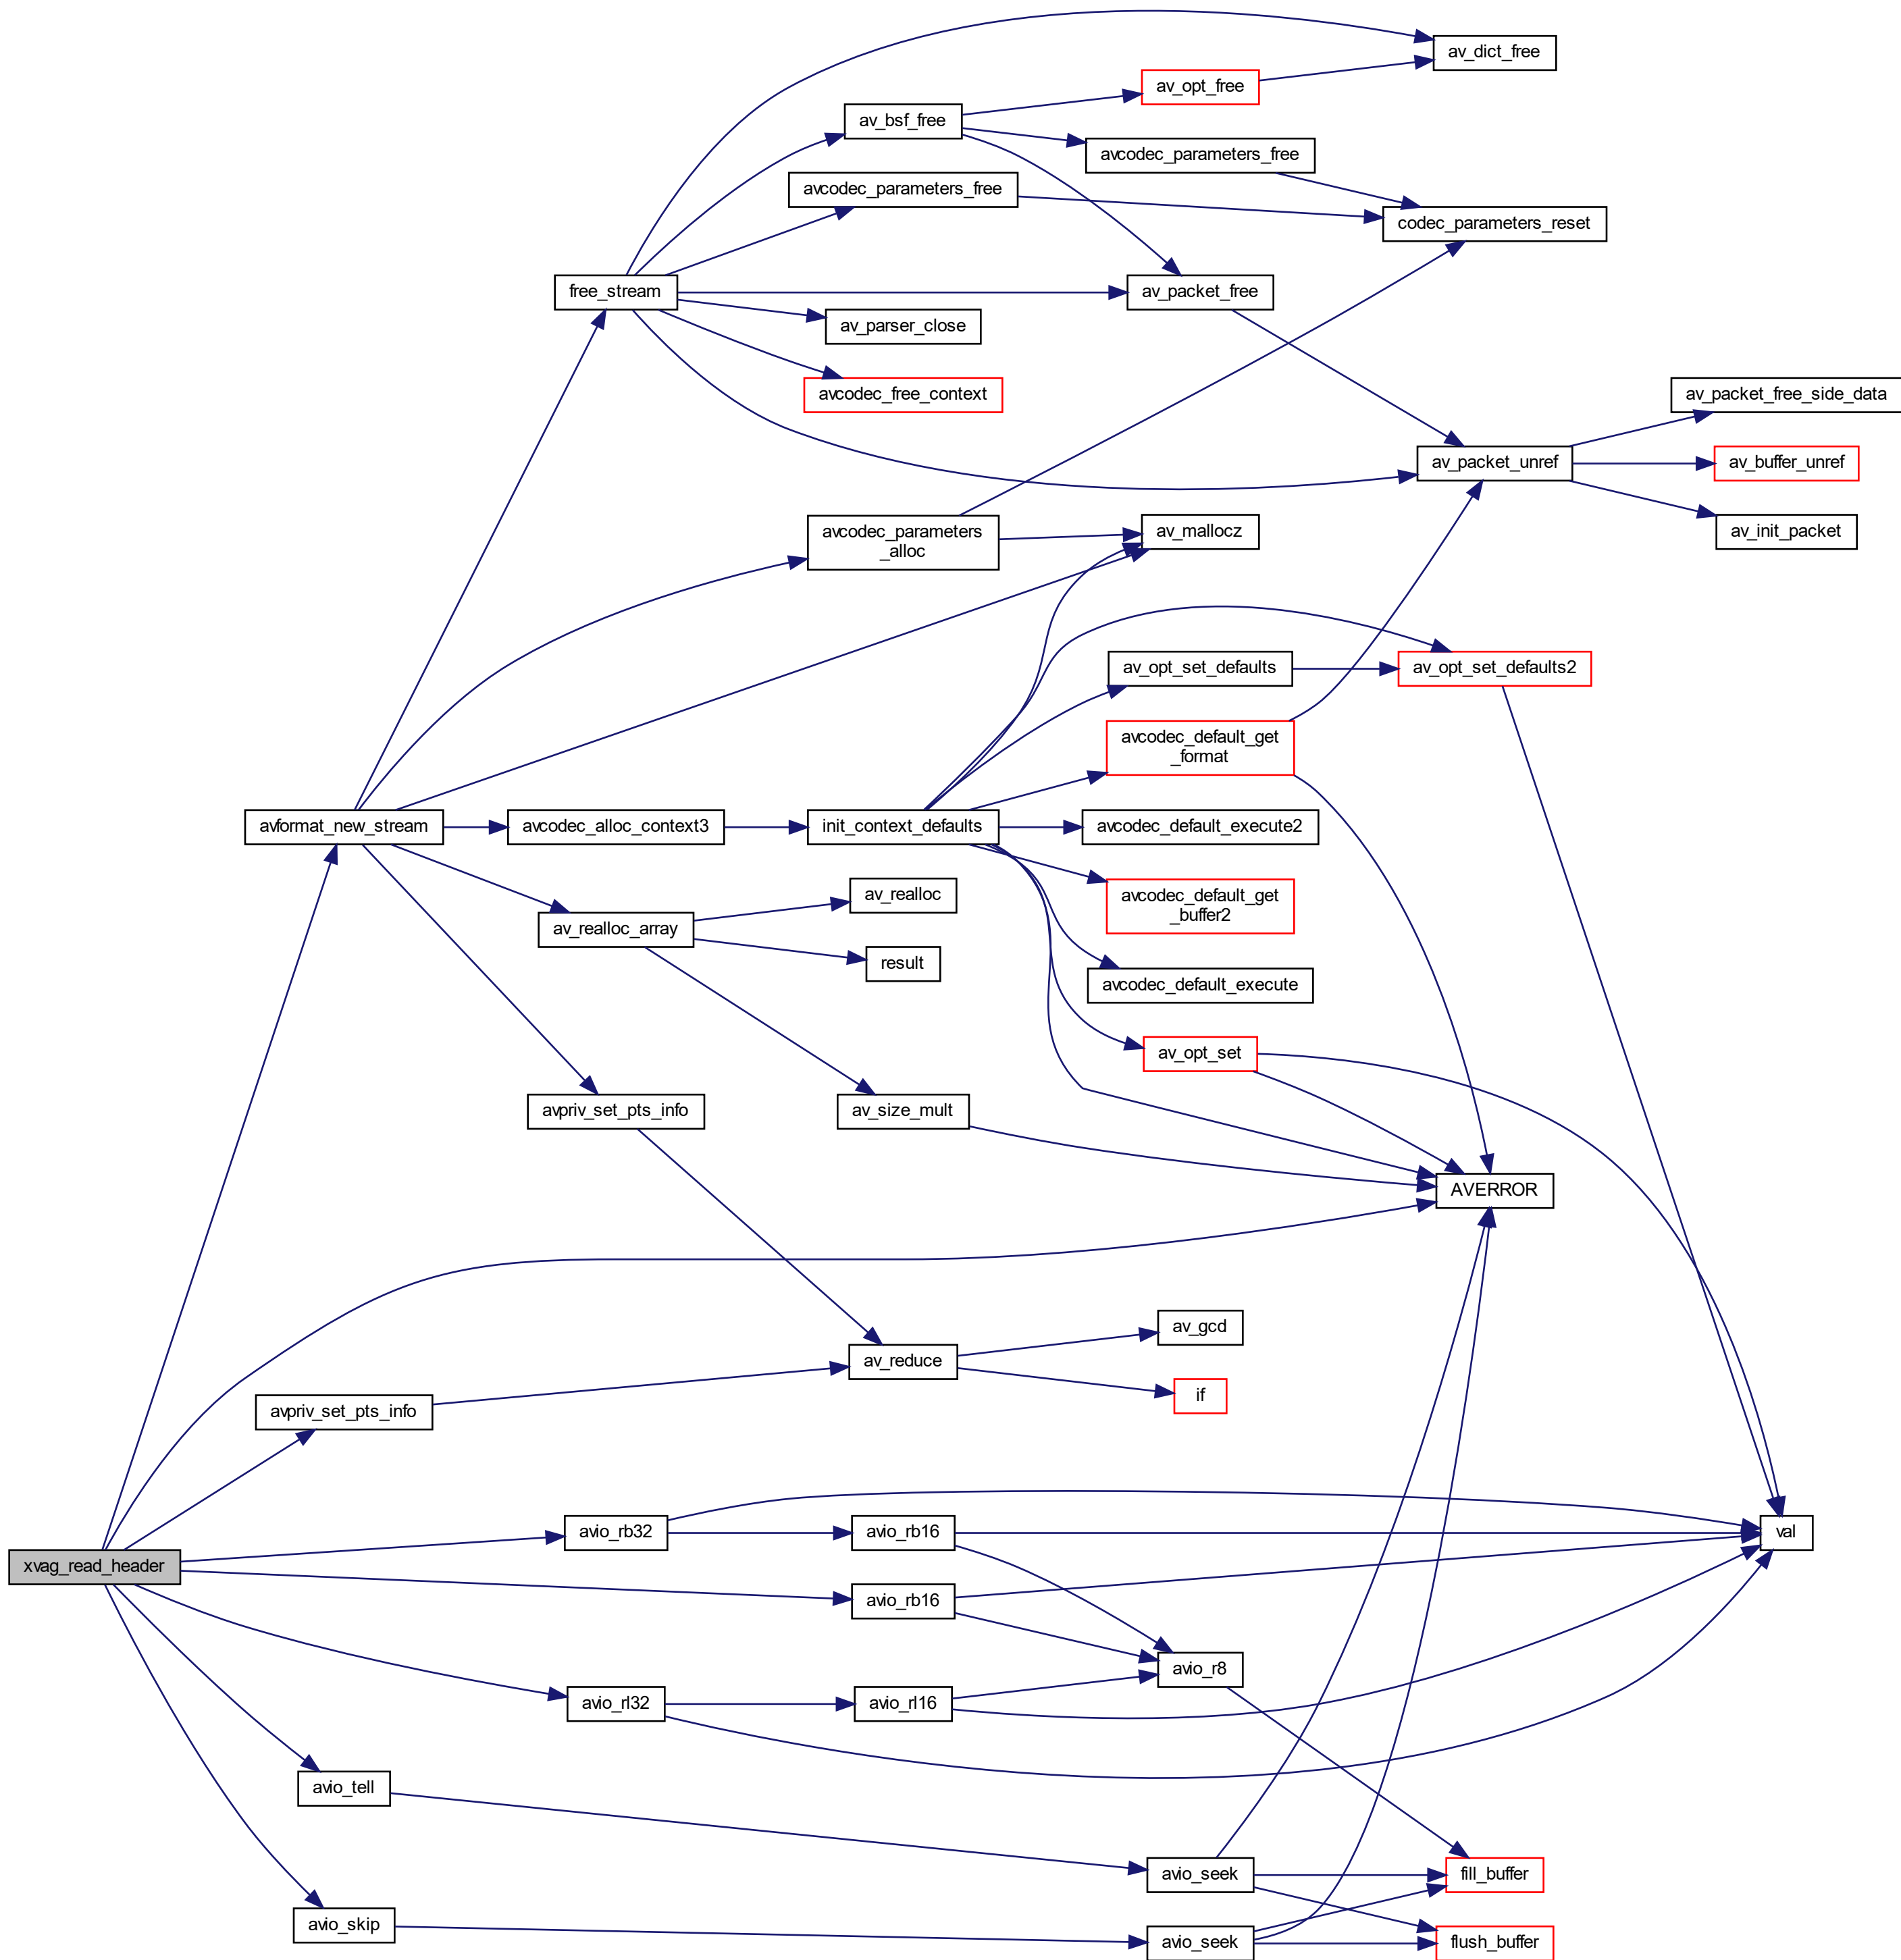 av_dict_free
av_opt_free
av_bsf_free
avcodec_parameters_free
avcodec_parameters_free
codec_parameters_reset
free_stream
av_packet_free
av_parser_close
avcodec_free_context
av_packet_free_side_data
av_packet_unref
av_buffer_unref
av_init_packet
avcodec_parameters
_alloc
av_mallocz
av_opt_set_defaults
av_opt_set_defaults2
avcodec_default_get
_format
avformat_new_stream
avcodec_alloc_context3
init_context_defaults
avcodec_default_execute2
av_realloc
avcodec_default_get
_buffer2
av_realloc_array
result
avcodec_default_execute
av_opt_set
avpriv_set_pts_info
av_size_mult
AVERROR
av_gcd
av_reduce
if
avpriv_set_pts_info
avio_rb32
avio_rb16
val
xvag_read_header
avio_rb16
avio_r8
avio_rl32
avio_rl16
avio_tell
avio_seek
fill_buffer
avio_skip
avio_seek
flush_buffer